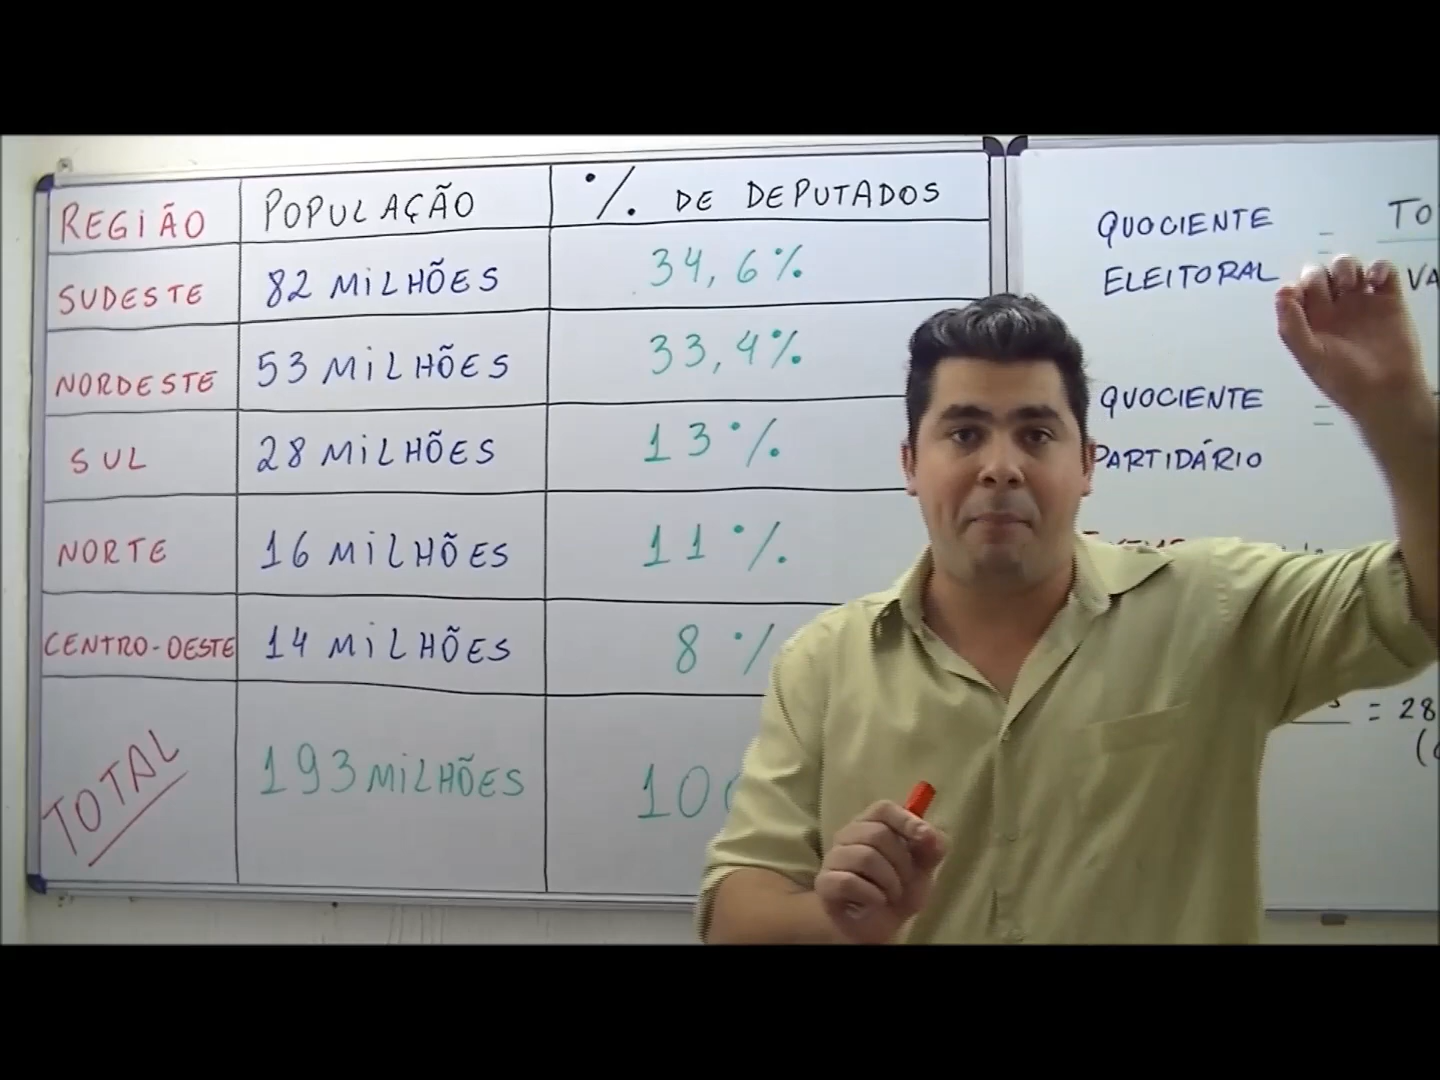 REGIÃO POPULAÇÃO % DE DEPUTADOS
SUDESTE 82 MILHÕES 34,6%
NORDESTE 53 MILHÕES 33,4%
SUL 28 MILHÕES 13%
NORTE 16 MILHÕES 11%
CENTRO-OESTE 14 MILHÕES 8%
TOTAL 193 MILHÕES
QUOCIENTE =
ELEITORAL
QUOCIENTE =
PARTIDÁRIO
= 28